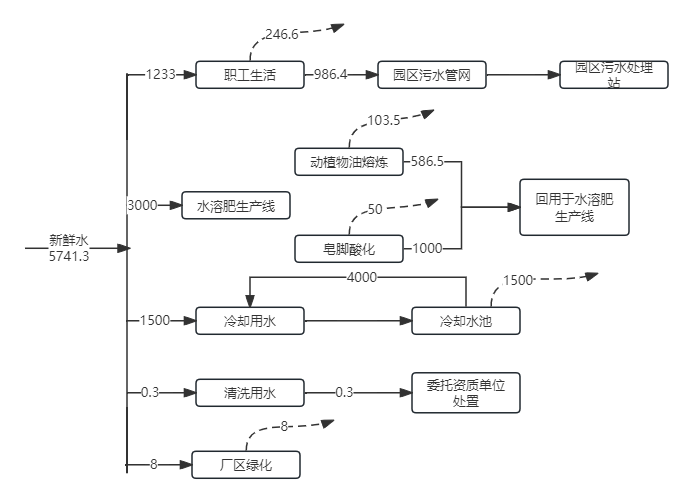 246.6
1233
职工生活
986.4
园区污水管网
园区污水处理
站
103.5
动植物油熔炼
586.5
3000
水溶肥生产线
50
回用于水溶肥
生产线
新鲜水
5741.3
皂脚酸化
1000
4000
1500
1500
冷却用水
冷却水池
0.3
清洗用水
0.3
委托资质单位
处置
8
8
厂区绿化